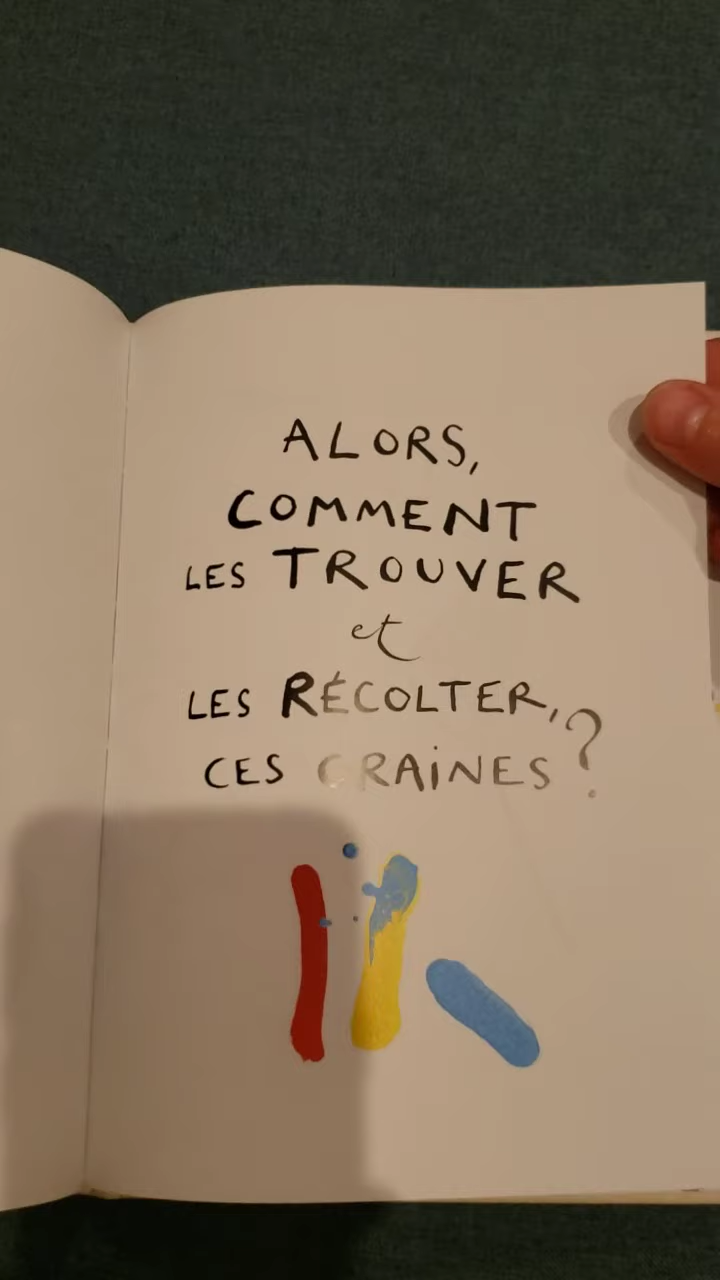 ALORS,
COMMENT
LES TROUVER
et
LES RÉCOLTER,
CES GRAiNES ?